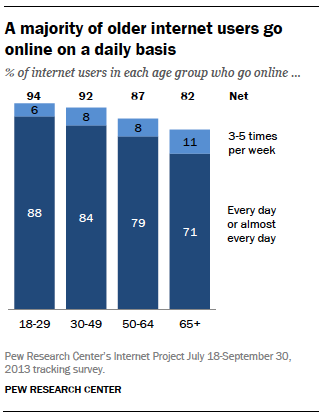 A majority of older internet users go
online on a daily basis
% of internet users in each age group who go online ...
94 92 87 82 Net
6 8 8 11 3-5 times
per week
88 84 79 71 Every day
or almost
every day
18-29 30-49 50-64 65+
Pew Research Center's Internet Project July 18-September 30,
2013 tracking survey.
PEW RESEARCH CENTER